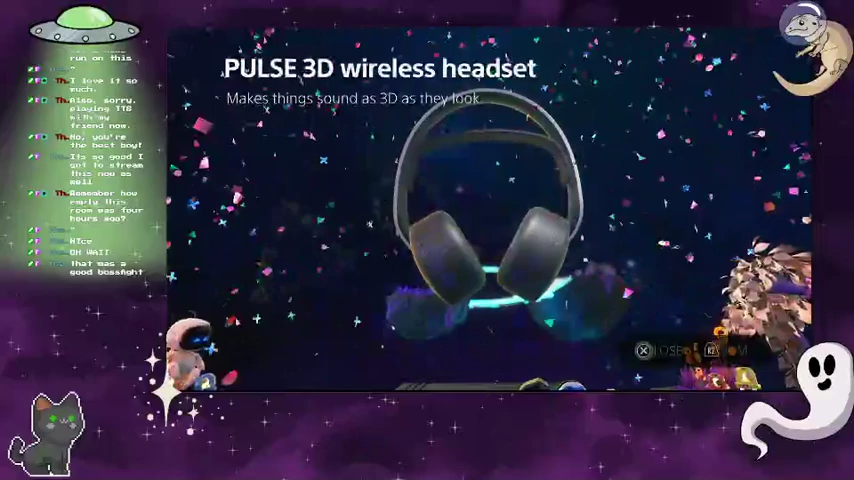 PULSE 3D wireless headset
Makes things sound as 3D as they look
run on this
I love it so
much.
Also, sorry,
playing TTG
with my
friend now.
No, you're
the best boy!
Its so good I
got to stream
this now as
well
Remember how
empty this
room was four
hours ago?
NIce
OH WAIT
That was a
good bossfight